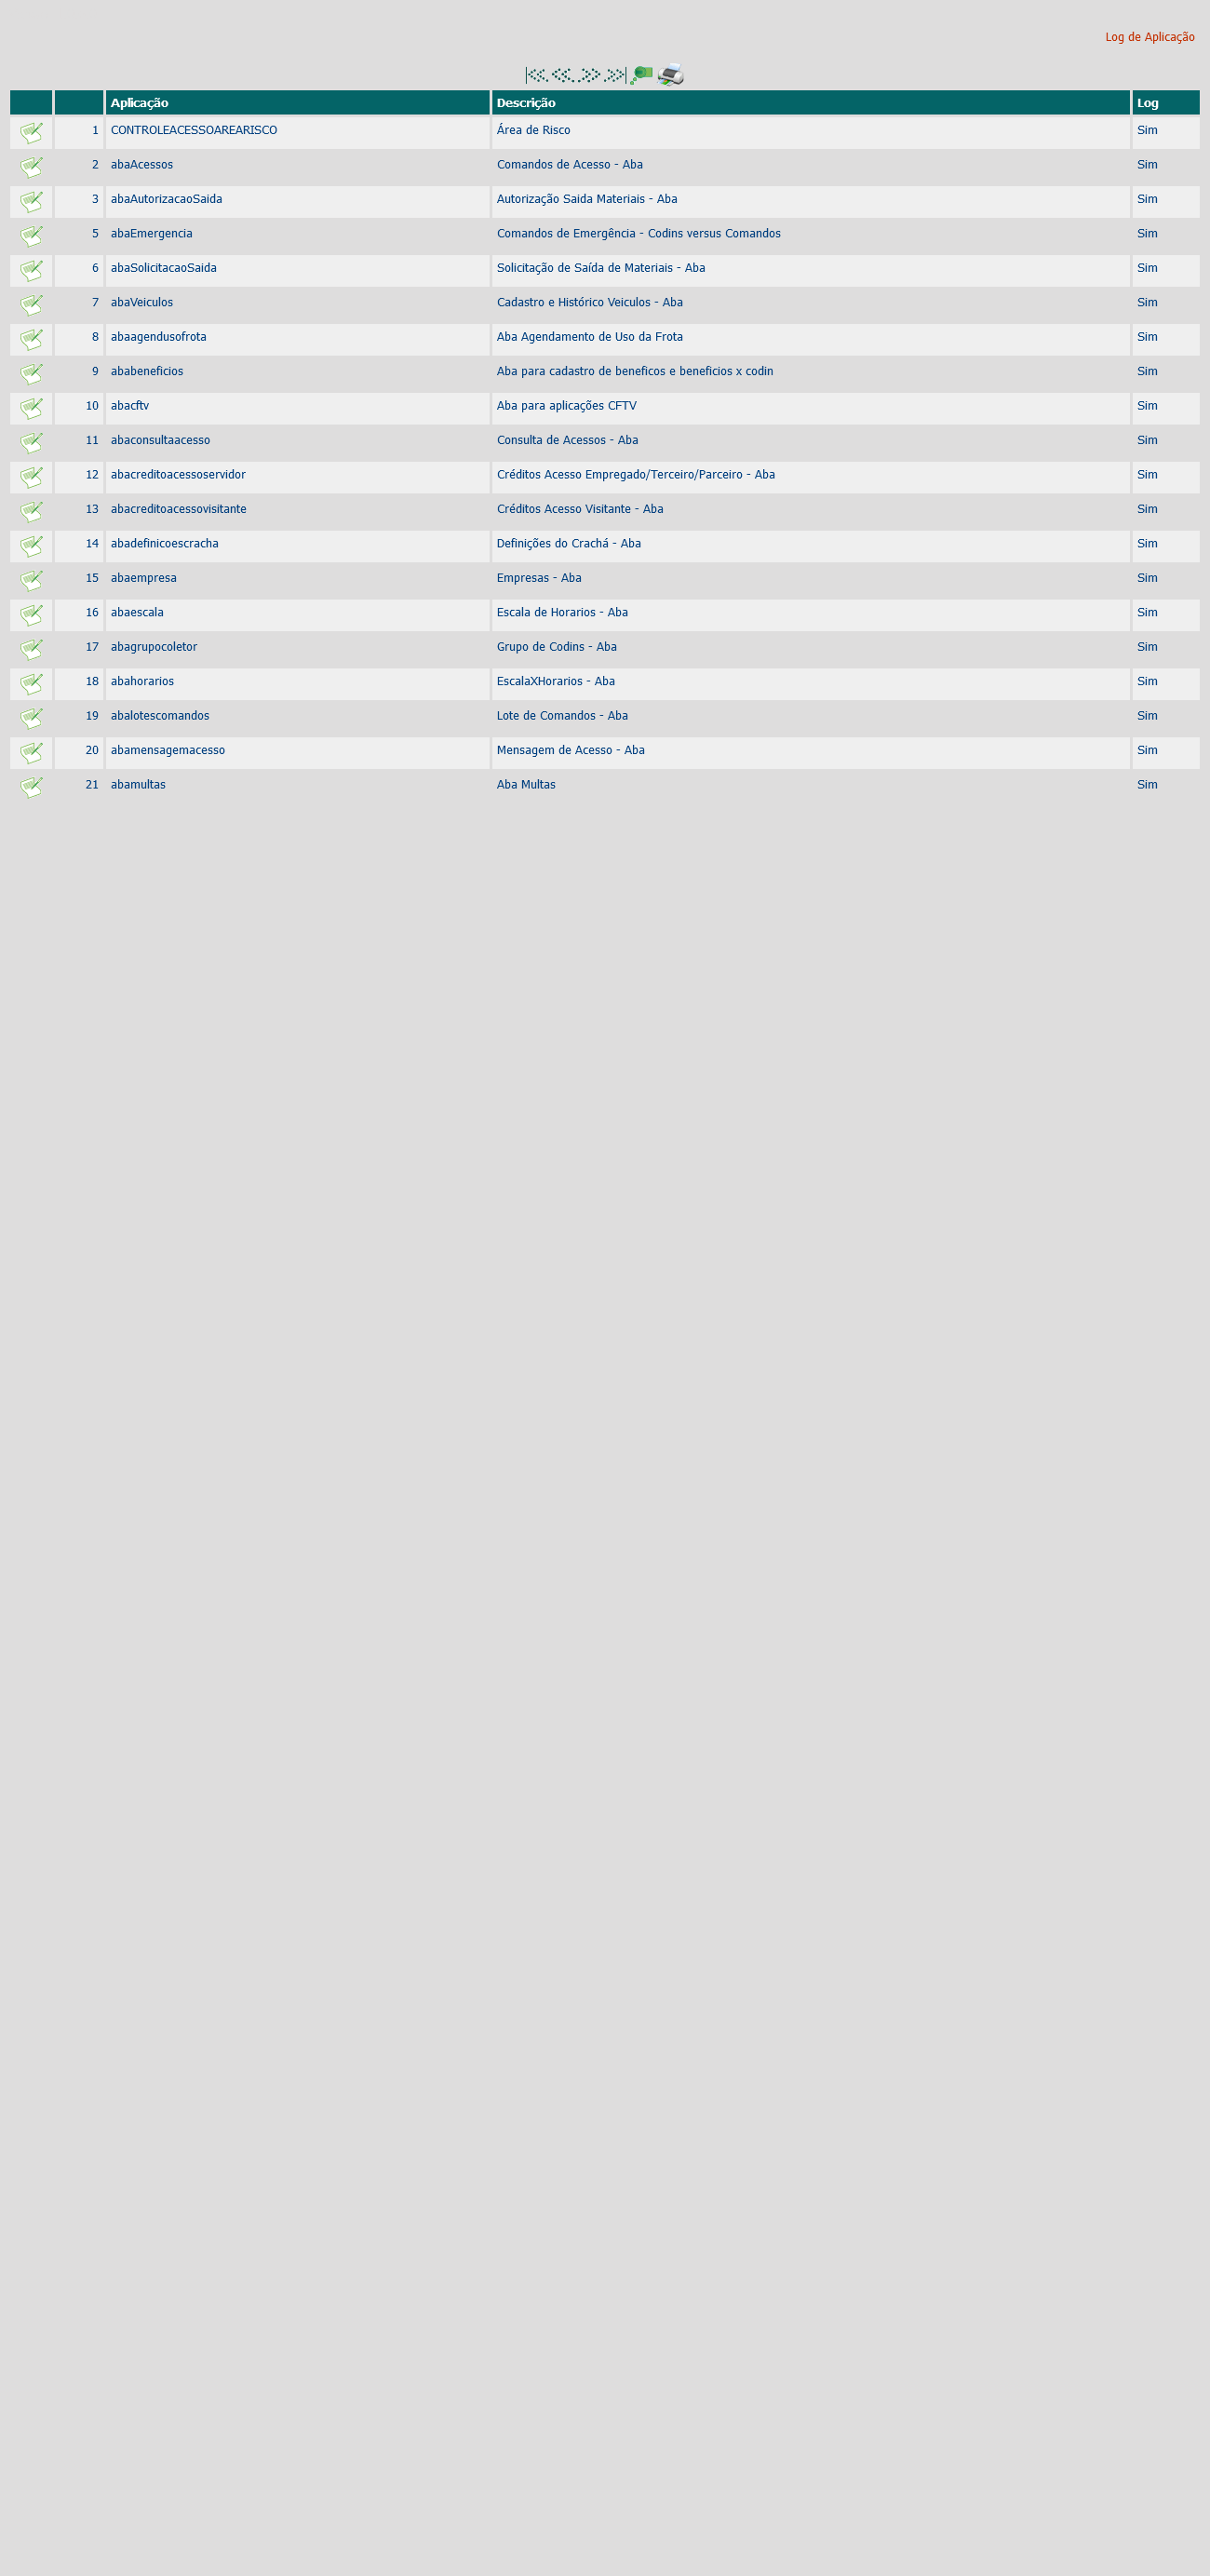 Log de Aplicação
Aplicação Descrição Log
1 CONTROLEACESSOAREARISCO Área de Risco Sim
2 abaAcessos Comandos de Acesso - Aba Sim
3 abaAutorizacaoSaida Autorização Saida Materiais - Aba Sim
5 abaEmergencia Comandos de Emergência - Codins versus Comandos Sim
6 abaSolicitacaoSaida Solicitação de Saída de Materiais - Aba Sim
7 abaVeiculos Cadastro e Histórico Veiculos - Aba Sim
8 abaagendusofrota Aba Agendamento de Uso da Frota Sim
9 ababeneficios Aba para cadastro de beneficos e beneficios x codin Sim
10 abacftv Aba para aplicações CFTV Sim
11 abaconsultaacesso Consulta de Acessos - Aba Sim
12 abacreditoacessoservidor Créditos Acesso Empregado/Terceiro/Parceiro - Aba Sim
13 abacreditoacessovisitante Créditos Acesso Visitante - Aba Sim
14 abadefinicoescracha Definições do Crachá - Aba Sim
15 abaempresa Empresas - Aba Sim
16 abaescala Escala de Horarios - Aba Sim
17 abagrupocoletor Grupo de Codins - Aba Sim
18 abahorarios EscalaXHorarios - Aba Sim
19 abalotescomandos Lote de Comandos - Aba Sim
20 abamensagemacesso Mensagem de Acesso - Aba Sim
21 abamultas Aba Multas Sim